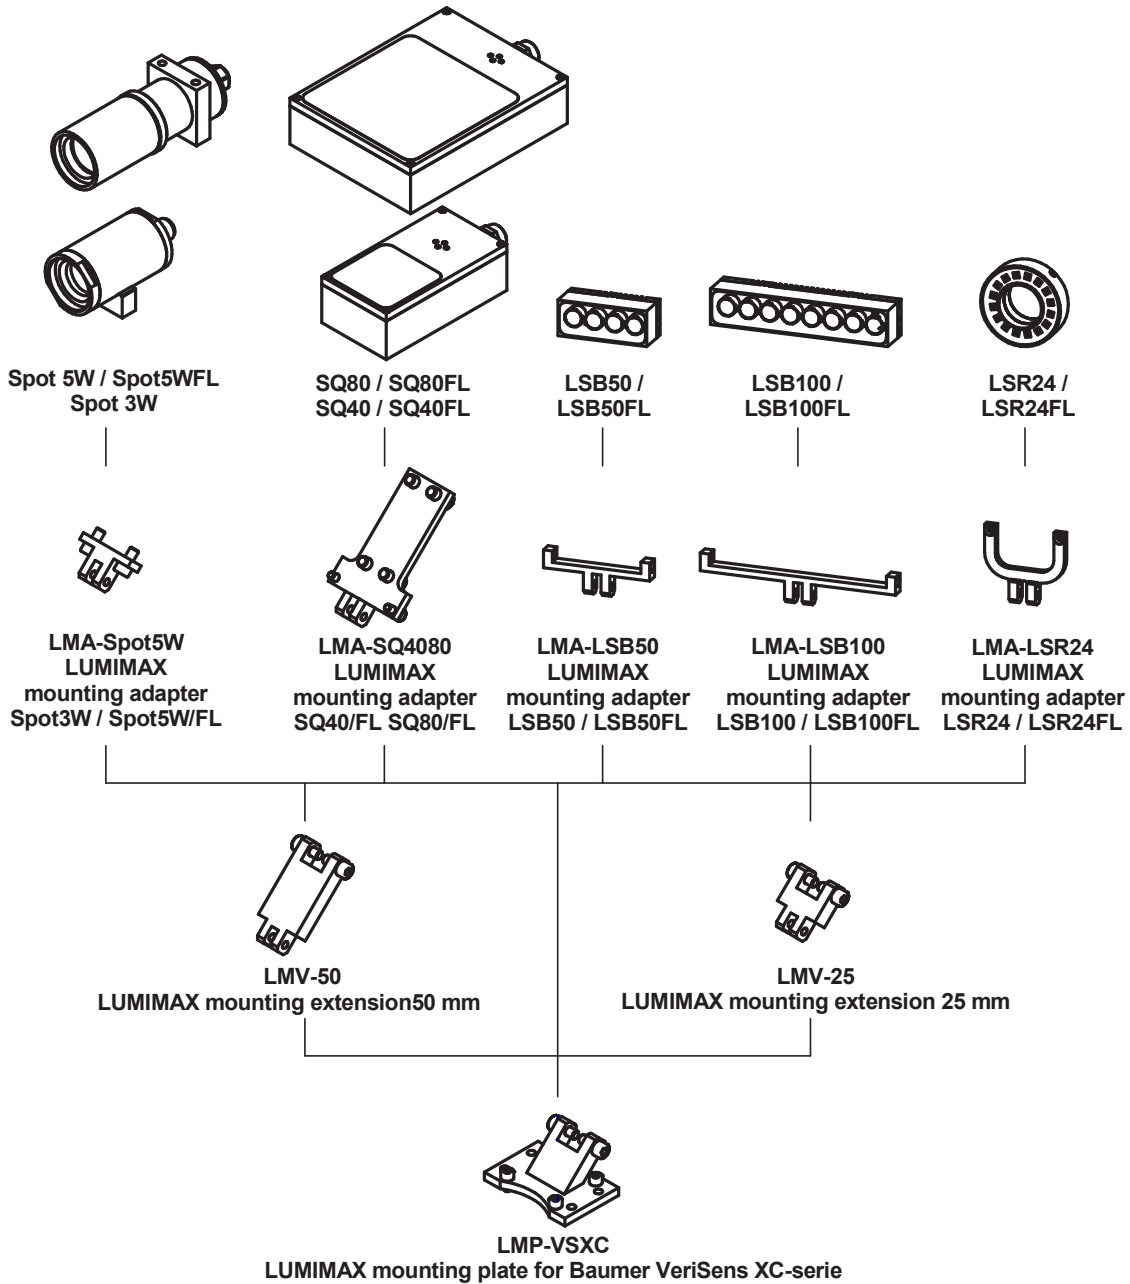 Spot 5W / Spot5WFL
Spot 3W
SQ80 / SQ80FL
SQ40 / SQ40FL
LSB50 /
LSB50FL
LSB100 /
LSB100FL
LSR24 /
LSR24FL
LMA-Spot5W
LUMIMAX
mounting adapter
Spot3W / Spot5W/FL
LMA-SQ4080
LUMIMAX
mounting adapter
SQ40/FL SQ80/FL
LMA-LSB50
LUMIMAX
mounting adapter
LSB50 / LSB50FL
LMA-LSB100
LUMIMAX
mounting adapter
LSB100 / LSB100FL
LMA-LSR24
LUMIMAX
mounting adapter
LSR24 / LSR24FL
LMV-50
LUMIMAX mounting extension50 mm
LMV-25
LUMIMAX mounting extension 25 mm
LMP-VSXC
LUMIMAX mounting plate for Baumer VeriSens XC-serie